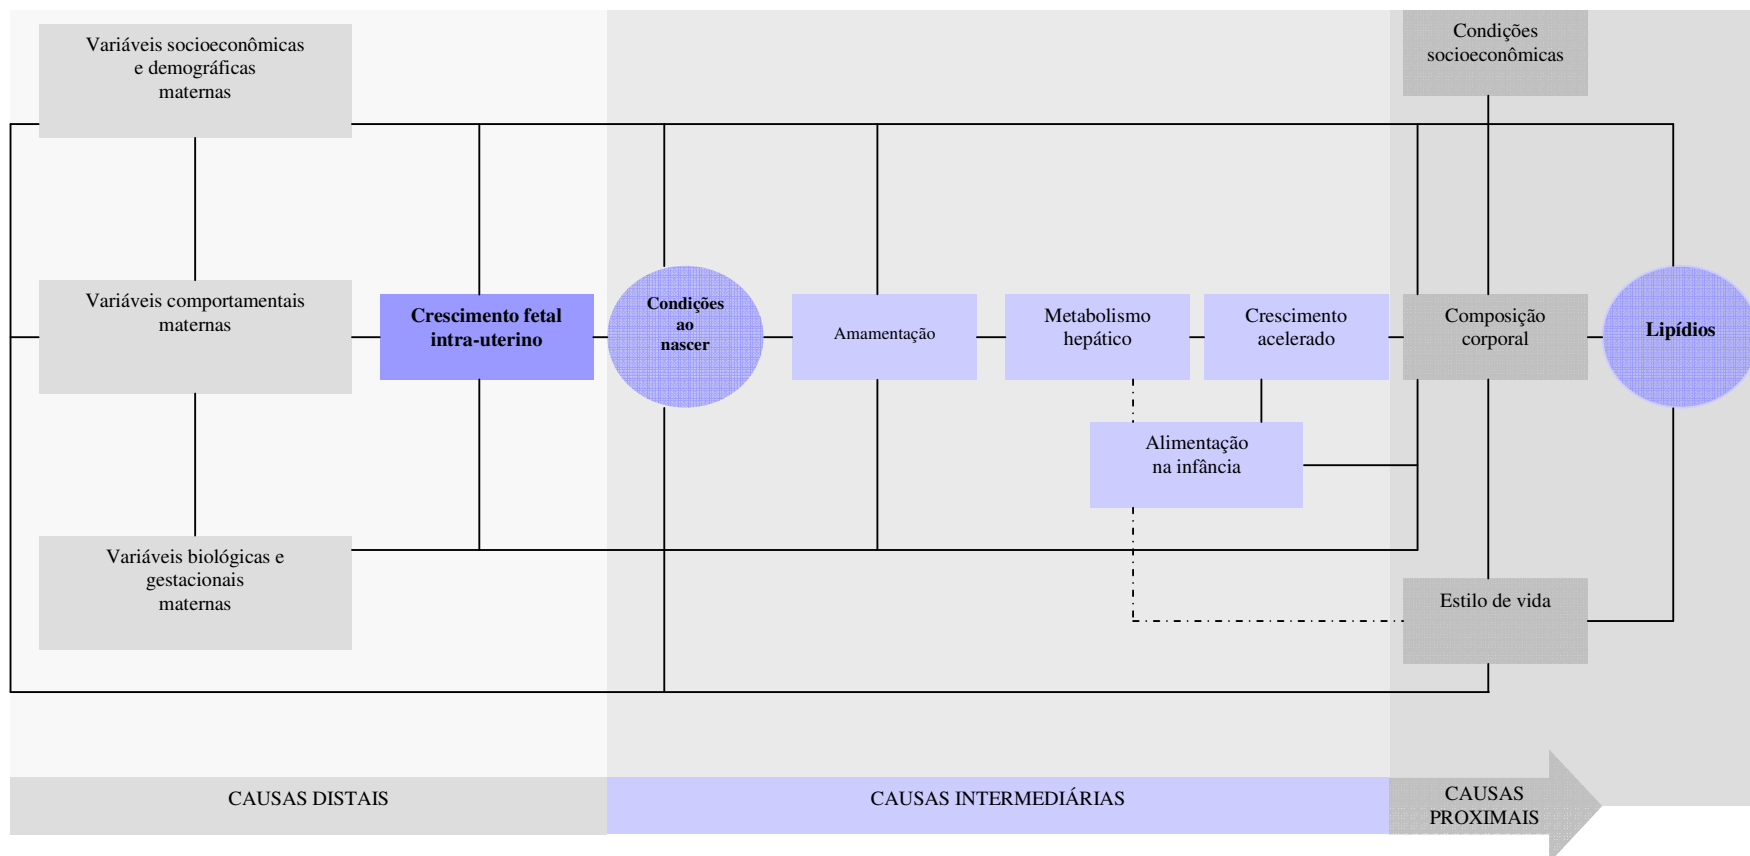 Variáveis socioeconômicas
e demográficas
maternas
Condições
socioeconômicas
Variáveis comportamentais
maternas
Crescimento fetal
intra-uterino
Condições
ao
nascer
Amamentação
Metabolismo
hepático
Crescimento
acelerado
Composição
corporal
Lipídios
Alimentação
na infância
Variáveis biológicas e
gestacionais
maternas
Estilo de vida
CAUSAS DISTAIS
CAUSAS INTERMEDIÁRIAS
CAUSAS
PROXIMAIS